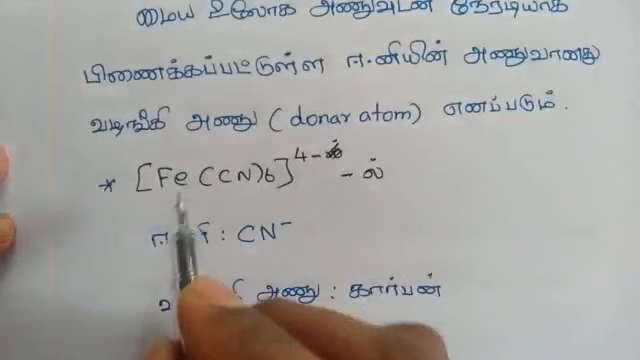 மைய உலோக அணுவுடன் நேரடியாக
பிணைக்கப்பட்டுள்ள ஈ.னியின் அணுவானது
வழங்கி அணு (donar atom) எனப்படும்.
* [Fe(CN)6]4- - ல்
: CN-
அணு : கார்பன்